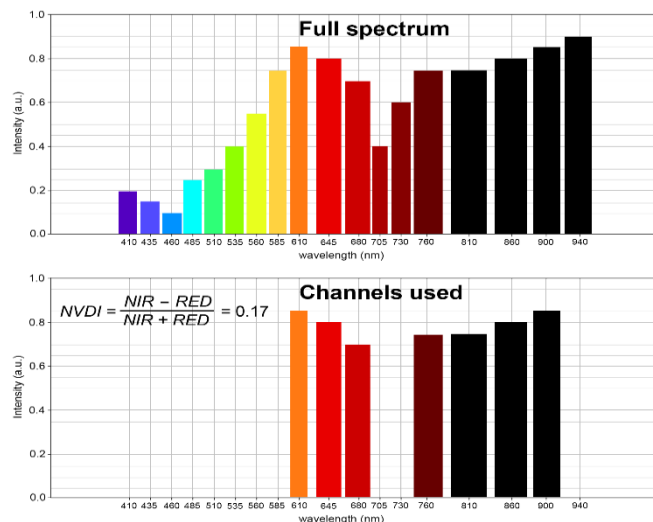 Full spectrum
1.0
0.8
0.6
0.4
0.2
0.0
Intensity (a.u.)
410 435 460 485 510 535 560 585 610 645 680 705 730 760 810 860 900 940
wavelength (nm)
Channels used
NVDI = NIR − RED / NIR + RED = 0.17
1.0
0.8
0.6
0.4
0.2
0.0
Intensity (a.u.)
410 435 460 485 510 535 560 585 610 645 680 705 730 760 810 860 900 940
wavelength (nm)